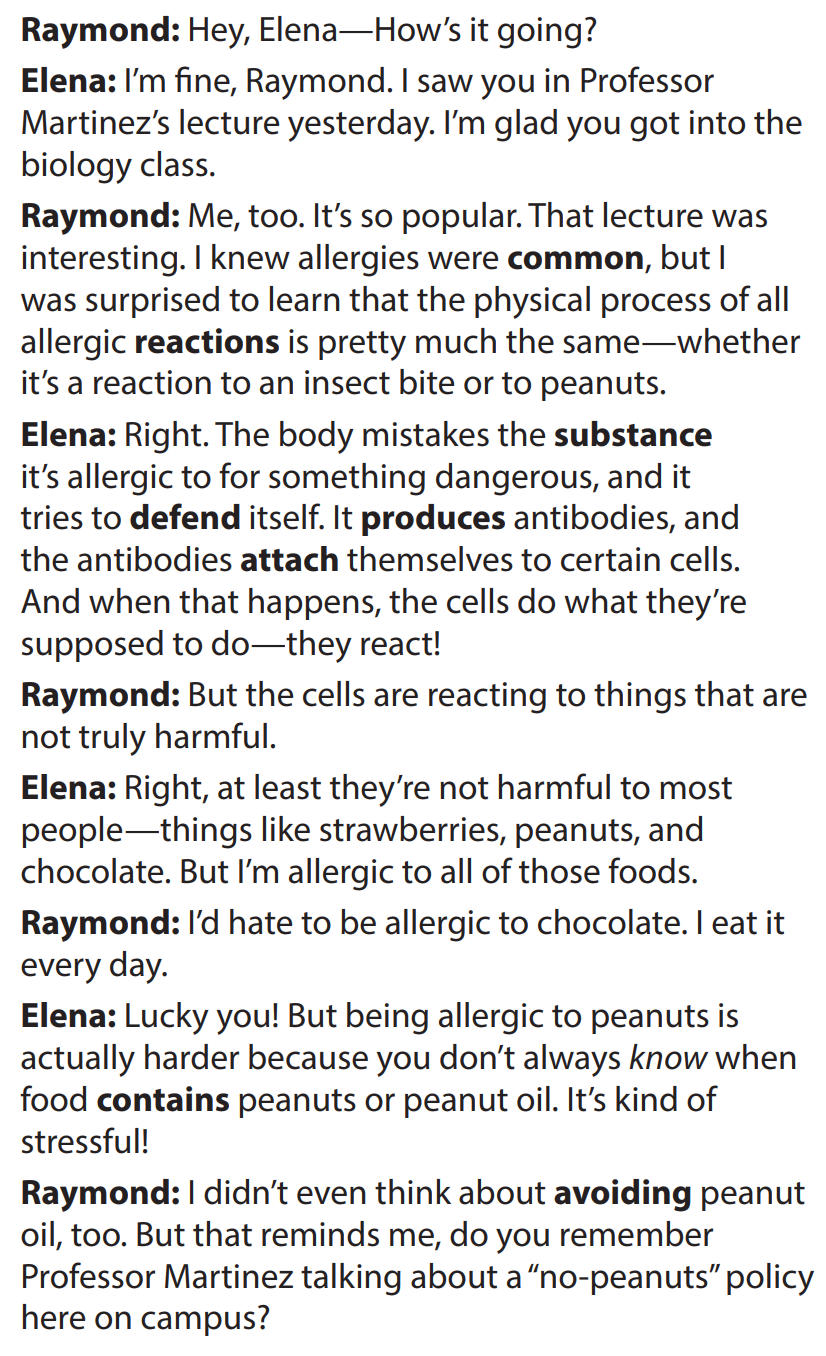 Raymond: Hey, Elena—How's it going?
Elena: I'm fine, Raymond. I saw you in Professor
Martinez's lecture yesterday. I'm glad you got into the
biology class.
Raymond: Me, too. It's so popular. That lecture was
interesting. I knew allergies were common, but I
was surprised to learn that the physical process of all
allergic reactions is pretty much the same—whether
it's a reaction to an insect bite or to peanuts.
Elena: Right. The body mistakes the substance
it's allergic to for something dangerous, and it
tries to defend itself. It produces antibodies, and
the antibodies attach themselves to certain cells.
And when that happens, the cells do what they're
supposed to do—they react!
Raymond: But the cells are reacting to things that are
not truly harmful.
Elena: Right, at least they're not harmful to most
people—things like strawberries, peanuts, and
chocolate. But I'm allergic to all of those foods.
Raymond: I'd hate to be allergic to chocolate. I eat it
every day.
Elena: Lucky you! But being allergic to peanuts is
actually harder because you don't always know when
food contains peanuts or peanut oil. It's kind of
stressful!
Raymond: I didn't even think about avoiding peanut
oil, too. But that reminds me, do you remember
Professor Martinez talking about a "no-peanuts" policy
here on campus?